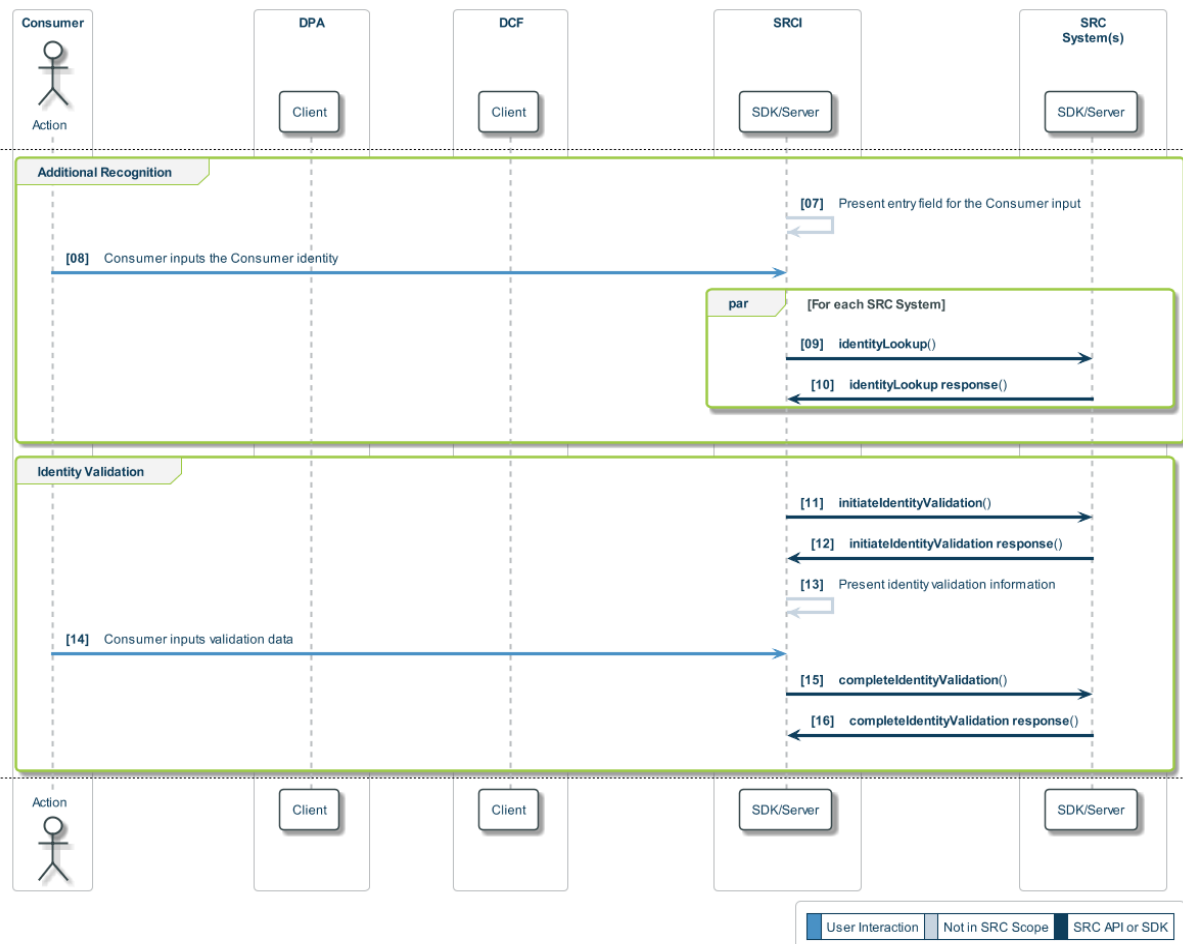 Consumer
DPA
DCF
SRCI
SRC
System(s)
Action
Client
Client
SDK/Server
SDK/Server
Additional Recognition
[07] Present entry field for the Consumer input
[08] Consumer inputs the Consumer identity
par [For each SRC System]
[09] identityLookup()
[10] identityLookup response()
Identity Validation
[11] initiateIdentityValidation()
[12] initiateIdentityValidation response()
[13] Present identity validation information
[14] Consumer inputs validation data
[15] completeIdentityValidation()
[16] completeIdentityValidation response()
Action
Client
Client
SDK/Server
SDK/Server
User Interaction
Not in SRC Scope
SRC API or SDK